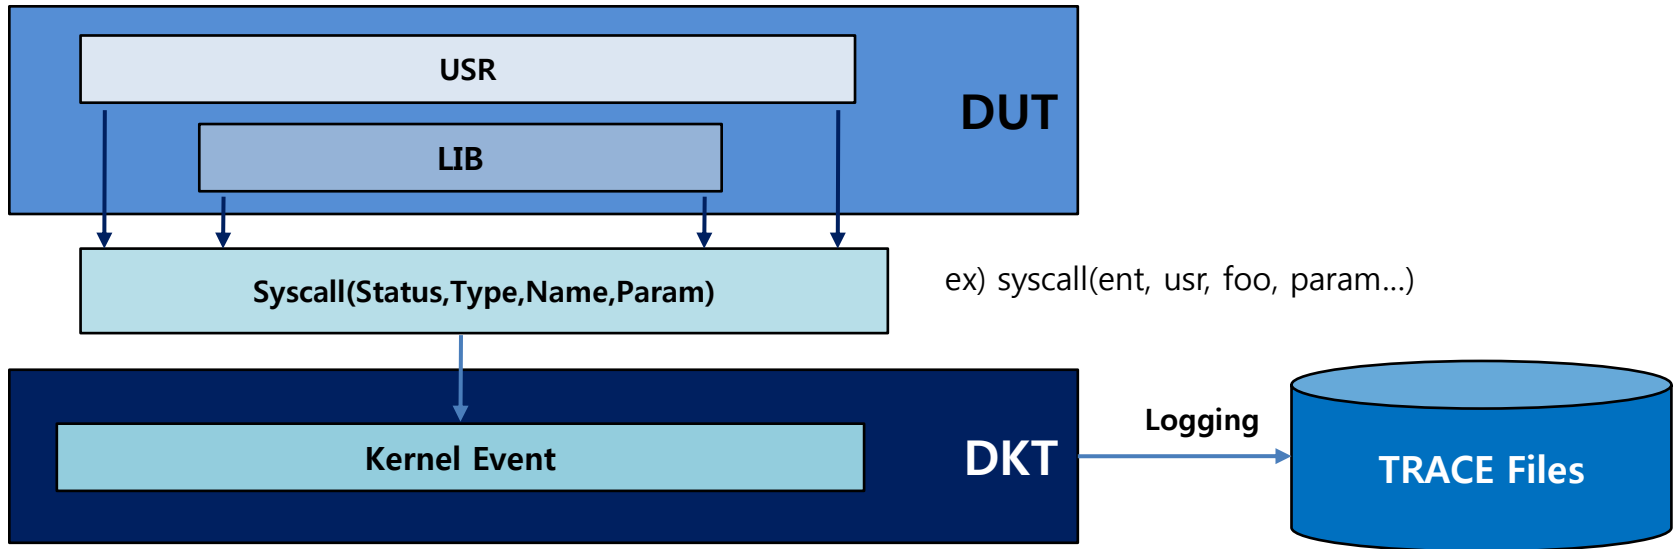 USR
DUT
LIB
Syscall(Status,Type,Name,Param)
ex) syscall(ent, usr, foo, param...)
Kernel Event
DKT
Logging
TRACE Files